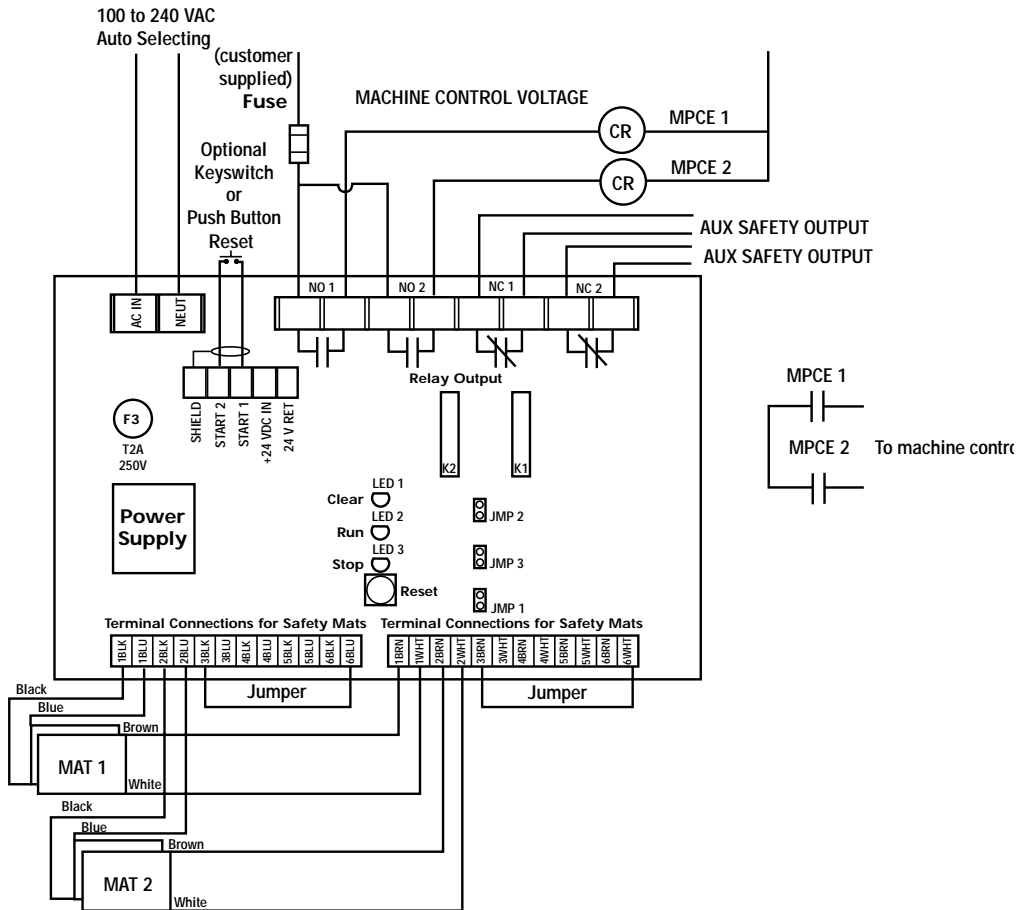 100 to 240 VAC
Auto Selecting
(customer
supplied)
Fuse
MACHINE CONTROL VOLTAGE
CR
MPCE 1
CR
MPCE 2
Optional
Keyswitch
or
Push Button
Reset
AUX SAFETY OUTPUT
AUX SAFETY OUTPUT
AC IN
NEUT
NO 1
NO 2
NC 1
NC 2
Relay Output
SHIELD
START 2
START 1
+24 VDC IN
24 V RET
F3
T2A
250V
K2
K1
MPCE 1
MPCE 2
To machine contro
Power
Supply
LED 1
Clear
LED 2
Run
LED 3
Stop
Reset
JMP 2
JMP 3
JMP 1
Terminal Connections for Safety Mats
Terminal Connections for Safety Mats
1BLK
1BLU
2BLK
2BLU
3BLK
3BLU
4BLK
4BLU
5BLK
5BLU
6BLK
6BLU
1BRN
1WHT
2BRN
2WHT
3BRN
3WHT
4BRN
4WHT
5BRN
5WHT
6BRN
6WHT
Jumper
Jumper
Black
Blue
Brown
MAT 1
White
Black
Blue
Brown
MAT 2
White